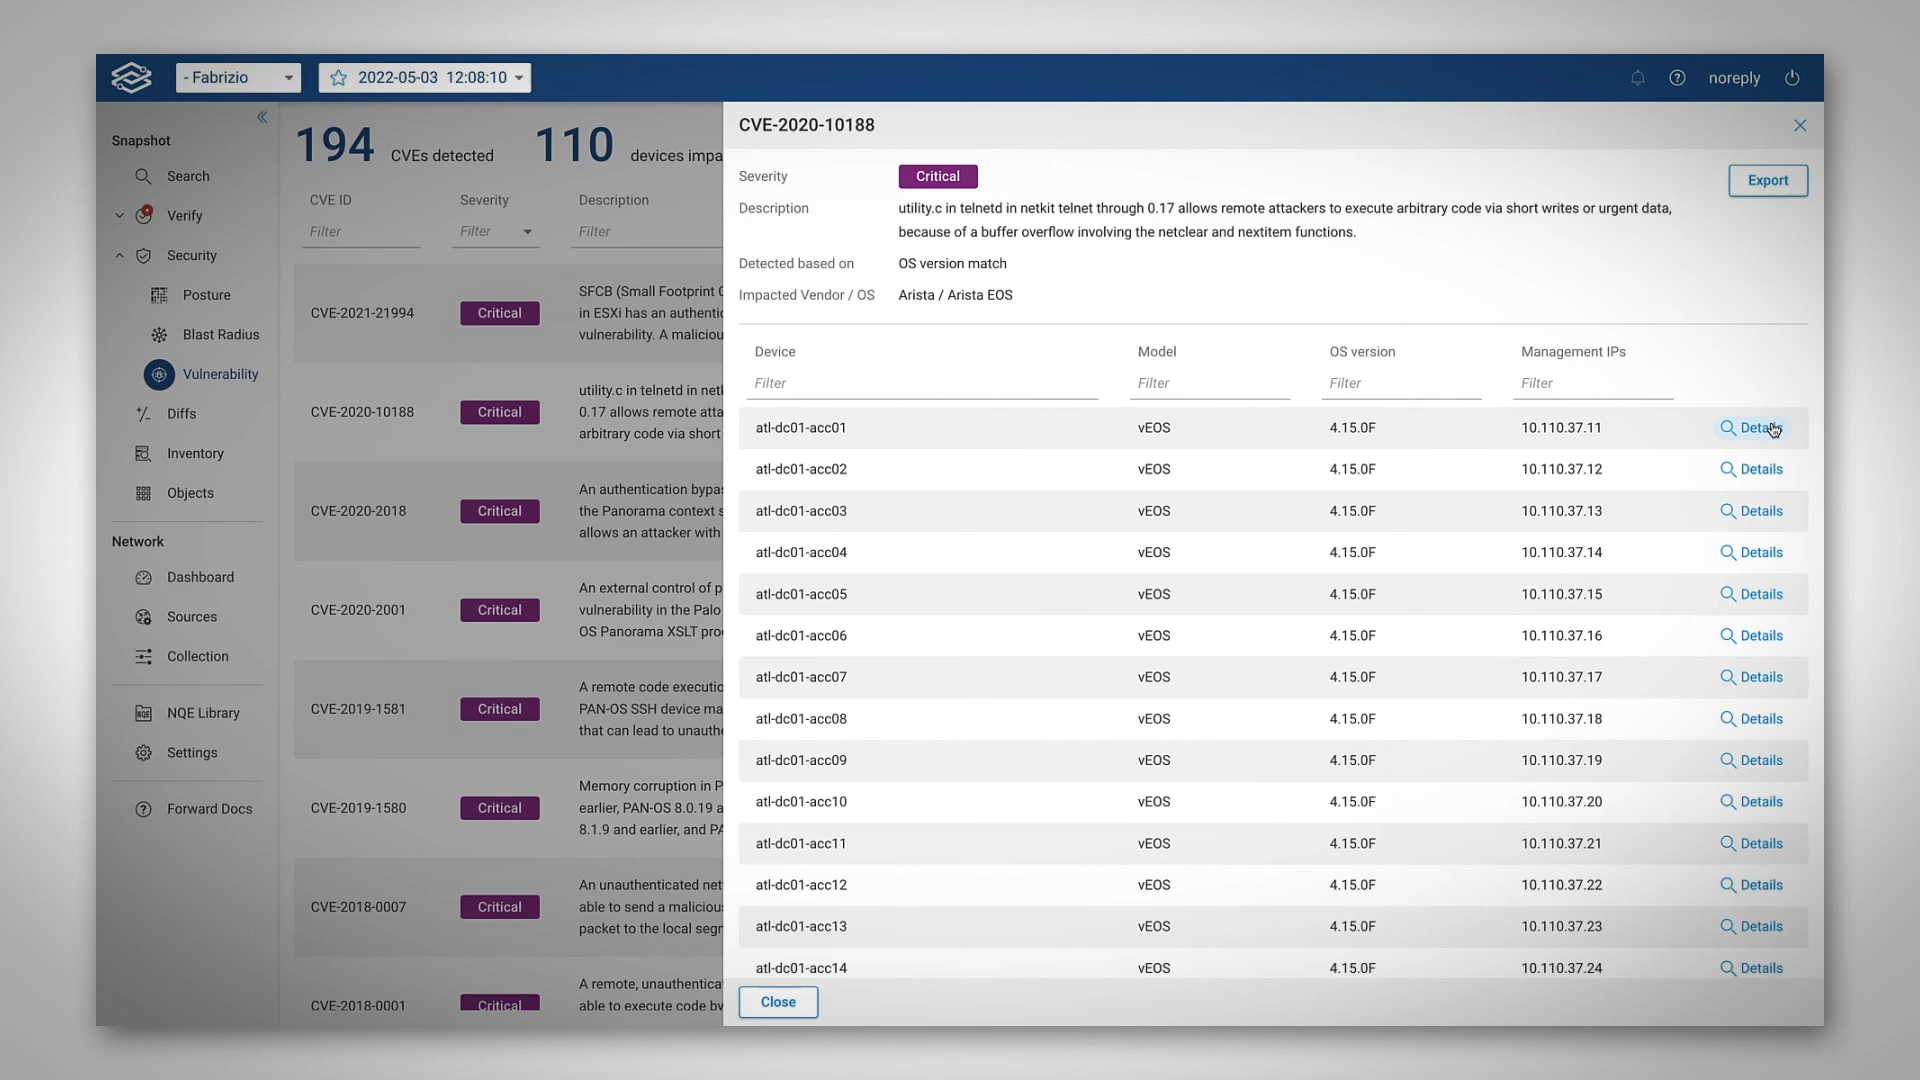 - Fabrizio
2022-05-03 12:08:10
noreply
Snapshot
Search
Verify
Security
Posture
Blast Radius
Vulnerability
Diffs
Inventory
Objects
Network
Dashboard
Sources
Collection
NQE Library
Settings
Forward Docs
194 CVEs detected 110 devices impa
CVE ID Severity Description
Filter Filter Filter
CVE-2021-21994 Critical
SFCB (Small Footprint C
in ESXi has an authentic
vulnerability. A maliciou
CVE-2020-10188 Critical
utility.c in telnetd in net
0.17 allows remote atta
arbitrary code via short
CVE-2020-2018 Critical
An authentication bypas
the Panorama context s
allows an attacker with
CVE-2020-2001 Critical
An external control of p
vulnerability in the Palo
OS Panorama XSLT pro
CVE-2019-1581 Critical
A remote code executio
PAN-OS SSH device ma
that can lead to unauth
CVE-2019-1580 Critical
Memory corruption in P
earlier, PAN-OS 8.0.19 a
8.1.9 and earlier, and PA
CVE-2018-0007 Critical
An unauthenticated net
able to send a maliciou
packet to the local segr
CVE-2018-0001 Critical
A remote, unauthentica
able to execute code by
CVE-2020-10188
Export
Severity Critical
Description utility.c in telnetd in netkit telnet through 0.17 allows remote attackers to execute arbitrary code via short writes or urgent data,
because of a buffer overflow involving the netclear and nextitem functions.
Detected based on OS version match
Impacted Vendor / OS Arista / Arista EOS
Device Model OS version Management IPs
Filter Filter Filter Filter
atl-dc01-acc01 vEOS 4.15.0F 10.110.37.11 Details
atl-dc01-acc02 vEOS 4.15.0F 10.110.37.12 Details
atl-dc01-acc03 vEOS 4.15.0F 10.110.37.13 Details
atl-dc01-acc04 vEOS 4.15.0F 10.110.37.14 Details
atl-dc01-acc05 vEOS 4.15.0F 10.110.37.15 Details
atl-dc01-acc06 vEOS 4.15.0F 10.110.37.16 Details
atl-dc01-acc07 vEOS 4.15.0F 10.110.37.17 Details
atl-dc01-acc08 vEOS 4.15.0F 10.110.37.18 Details
atl-dc01-acc09 vEOS 4.15.0F 10.110.37.19 Details
atl-dc01-acc10 vEOS 4.15.0F 10.110.37.20 Details
atl-dc01-acc11 vEOS 4.15.0F 10.110.37.21 Details
atl-dc01-acc12 vEOS 4.15.0F 10.110.37.22 Details
atl-dc01-acc13 vEOS 4.15.0F 10.110.37.23 Details
atl-dc01-acc14 vEOS 4.15.0F 10.110.37.24 Details
Close